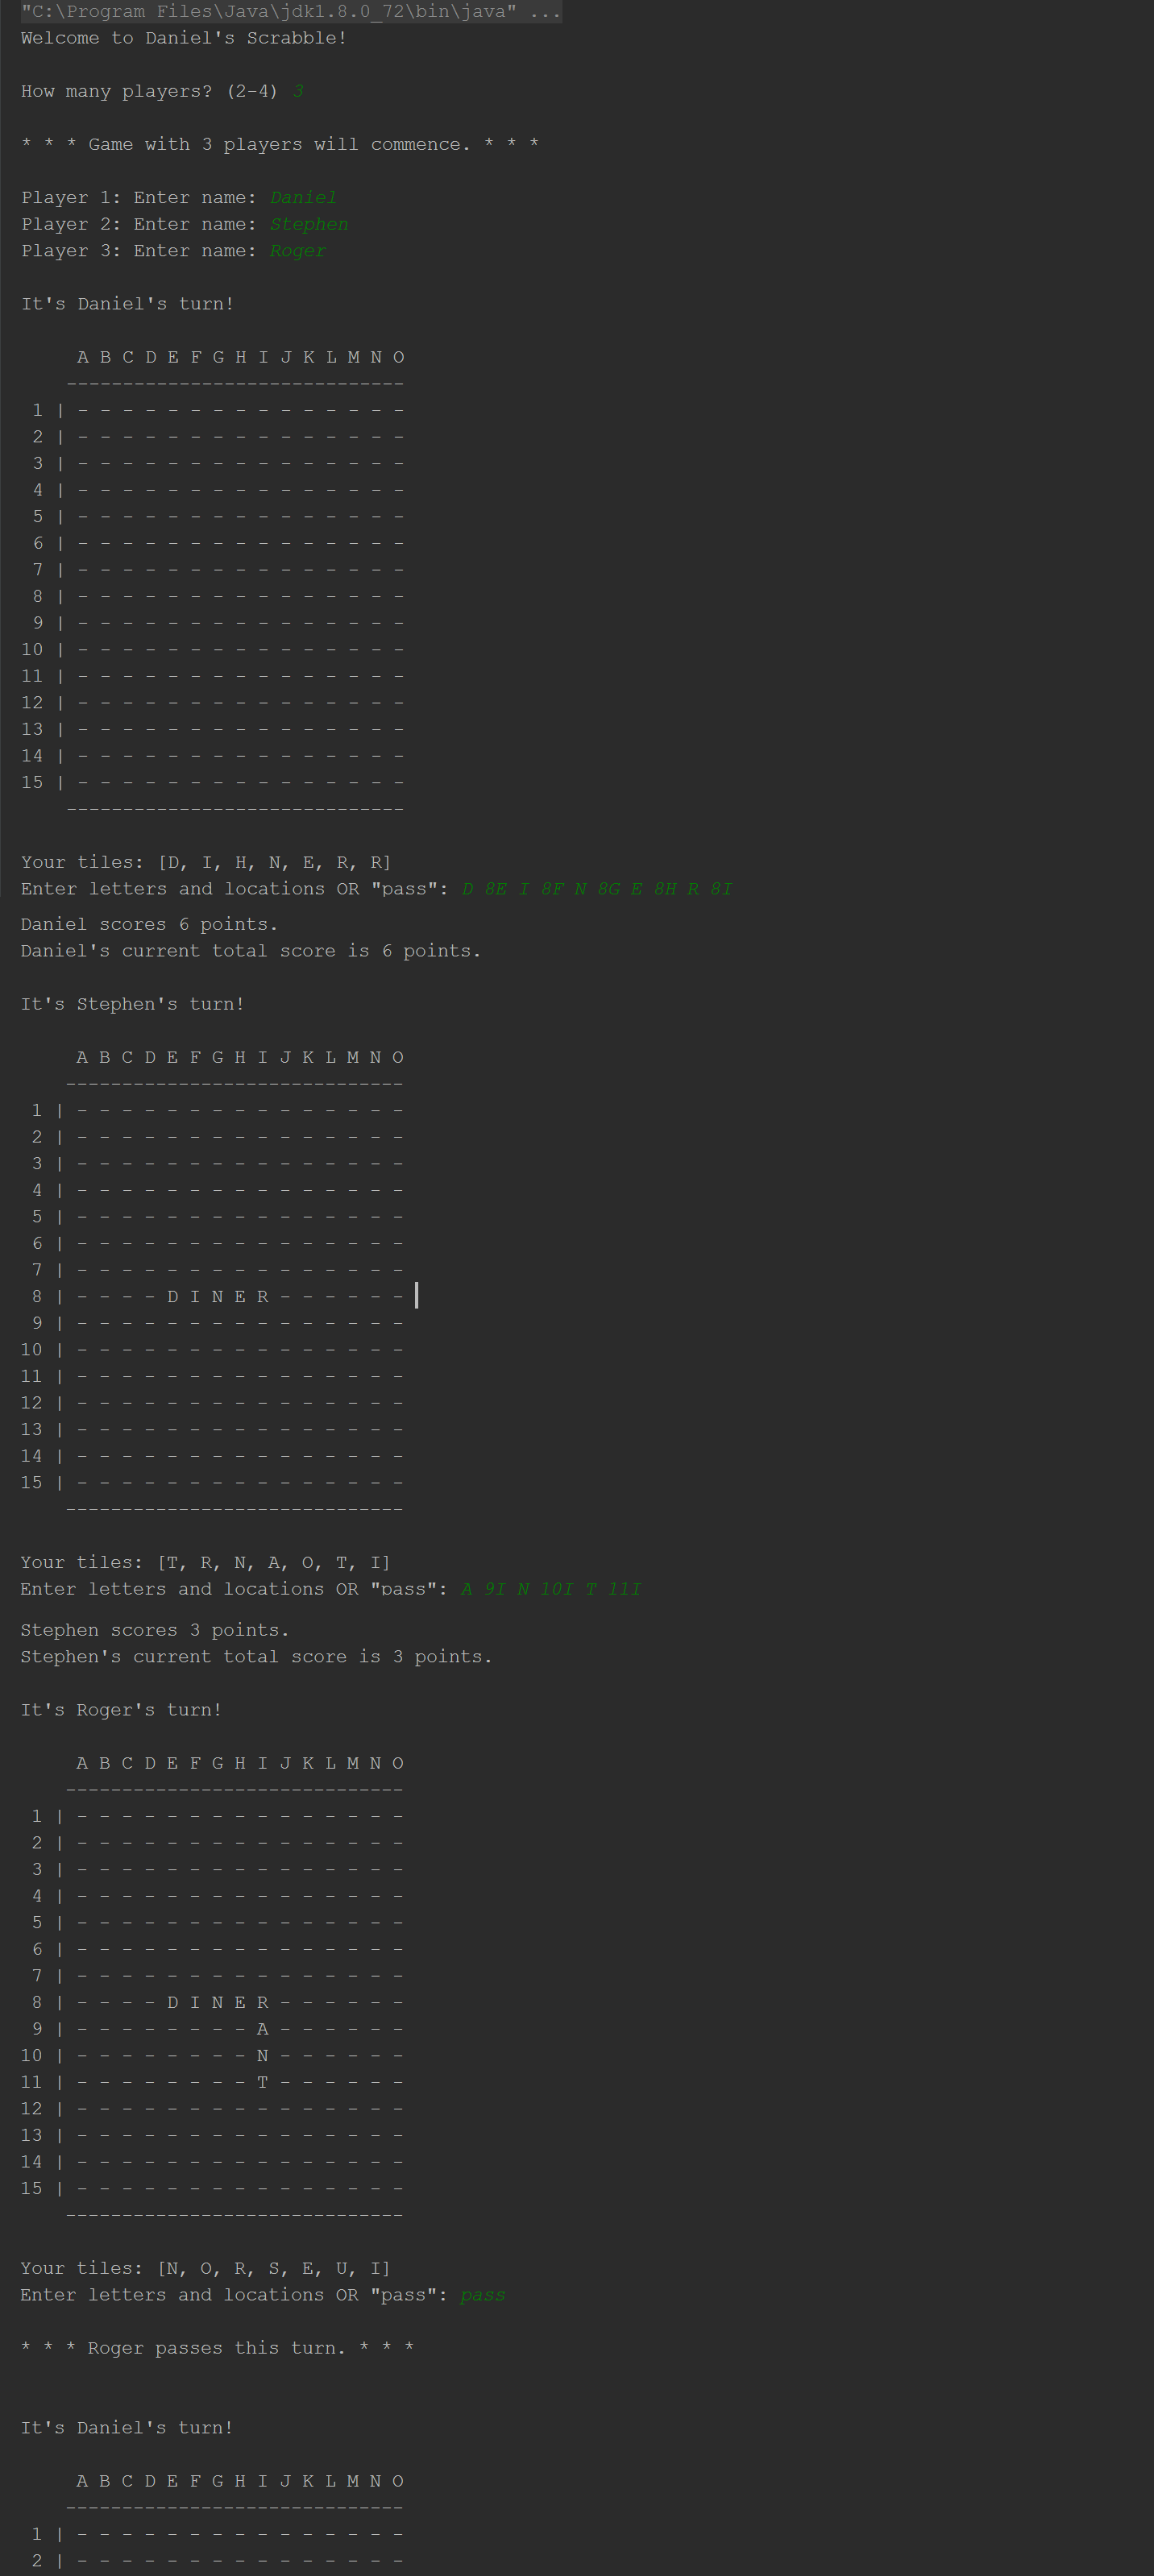 "C:\Program Files\Java\jdk1.8.0_72\bin\java" ...
Welcome to Daniel's Scrabble!
How many players? (2-4) 3
* * * Game with 3 players will commence. * * *
Player 1: Enter name: Daniel
Player 2: Enter name: Stephen
Player 3: Enter name: Roger
It's Daniel's turn!
     A B C D E F G H I J K L M N O
    ------------------------------
 1 | - - - - - - - - - - - - - - -
 2 | - - - - - - - - - - - - - - -
 3 | - - - - - - - - - - - - - - -
 4 | - - - - - - - - - - - - - - -
 5 | - - - - - - - - - - - - - - -
 6 | - - - - - - - - - - - - - - -
 7 | - - - - - - - - - - - - - - -
 8 | - - - - - - - - - - - - - - -
 9 | - - - - - - - - - - - - - - -
10 | - - - - - - - - - - - - - - -
11 | - - - - - - - - - - - - - - -
12 | - - - - - - - - - - - - - - -
13 | - - - - - - - - - - - - - - -
14 | - - - - - - - - - - - - - - -
15 | - - - - - - - - - - - - - - -
    ------------------------------
Your tiles: [D, I, H, N, E, R, R]
Enter letters and locations OR "pass": D 8E I 8F N 8G E 8H R 8I
Daniel scores 6 points.
Daniel's current total score is 6 points.
It's Stephen's turn!
     A B C D E F G H I J K L M N O
    ------------------------------
 1 | - - - - - - - - - - - - - - -
 2 | - - - - - - - - - - - - - - -
 3 | - - - - - - - - - - - - - - -
 4 | - - - - - - - - - - - - - - -
 5 | - - - - - - - - - - - - - - -
 6 | - - - - - - - - - - - - - - -
 7 | - - - - - - - - - - - - - - -
 8 | - - - - D I N E R - - - - - -
 9 | - - - - - - - - - - - - - - -
10 | - - - - - - - - - - - - - - -
11 | - - - - - - - - - - - - - - -
12 | - - - - - - - - - - - - - - -
13 | - - - - - - - - - - - - - - -
14 | - - - - - - - - - - - - - - -
15 | - - - - - - - - - - - - - - -
    ------------------------------
Your tiles: [T, R, N, A, O, T, I]
Enter letters and locations OR "pass": A 9I N 10I T 11I
Stephen scores 3 points.
Stephen's current total score is 3 points.
It's Roger's turn!
     A B C D E F G H I J K L M N O
    ------------------------------
 1 | - - - - - - - - - - - - - - -
 2 | - - - - - - - - - - - - - - -
 3 | - - - - - - - - - - - - - - -
 4 | - - - - - - - - - - - - - - -
 5 | - - - - - - - - - - - - - - -
 6 | - - - - - - - - - - - - - - -
 7 | - - - - - - - - - - - - - - -
 8 | - - - - D I N E R - - - - - -
 9 | - - - - - - - - A - - - - - -
10 | - - - - - - - - N - - - - - -
11 | - - - - - - - - T - - - - - -
12 | - - - - - - - - - - - - - - -
13 | - - - - - - - - - - - - - - -
14 | - - - - - - - - - - - - - - -
15 | - - - - - - - - - - - - - - -
    ------------------------------
Your tiles: [N, O, R, S, E, U, I]
Enter letters and locations OR "pass": pass
* * * Roger passes this turn. * * *
It's Daniel's turn!
     A B C D E F G H I J K L M N O
    ------------------------------
 1 | - - - - - - - - - - - - - - -
 2 | - - - - - - - - - - - - - - -